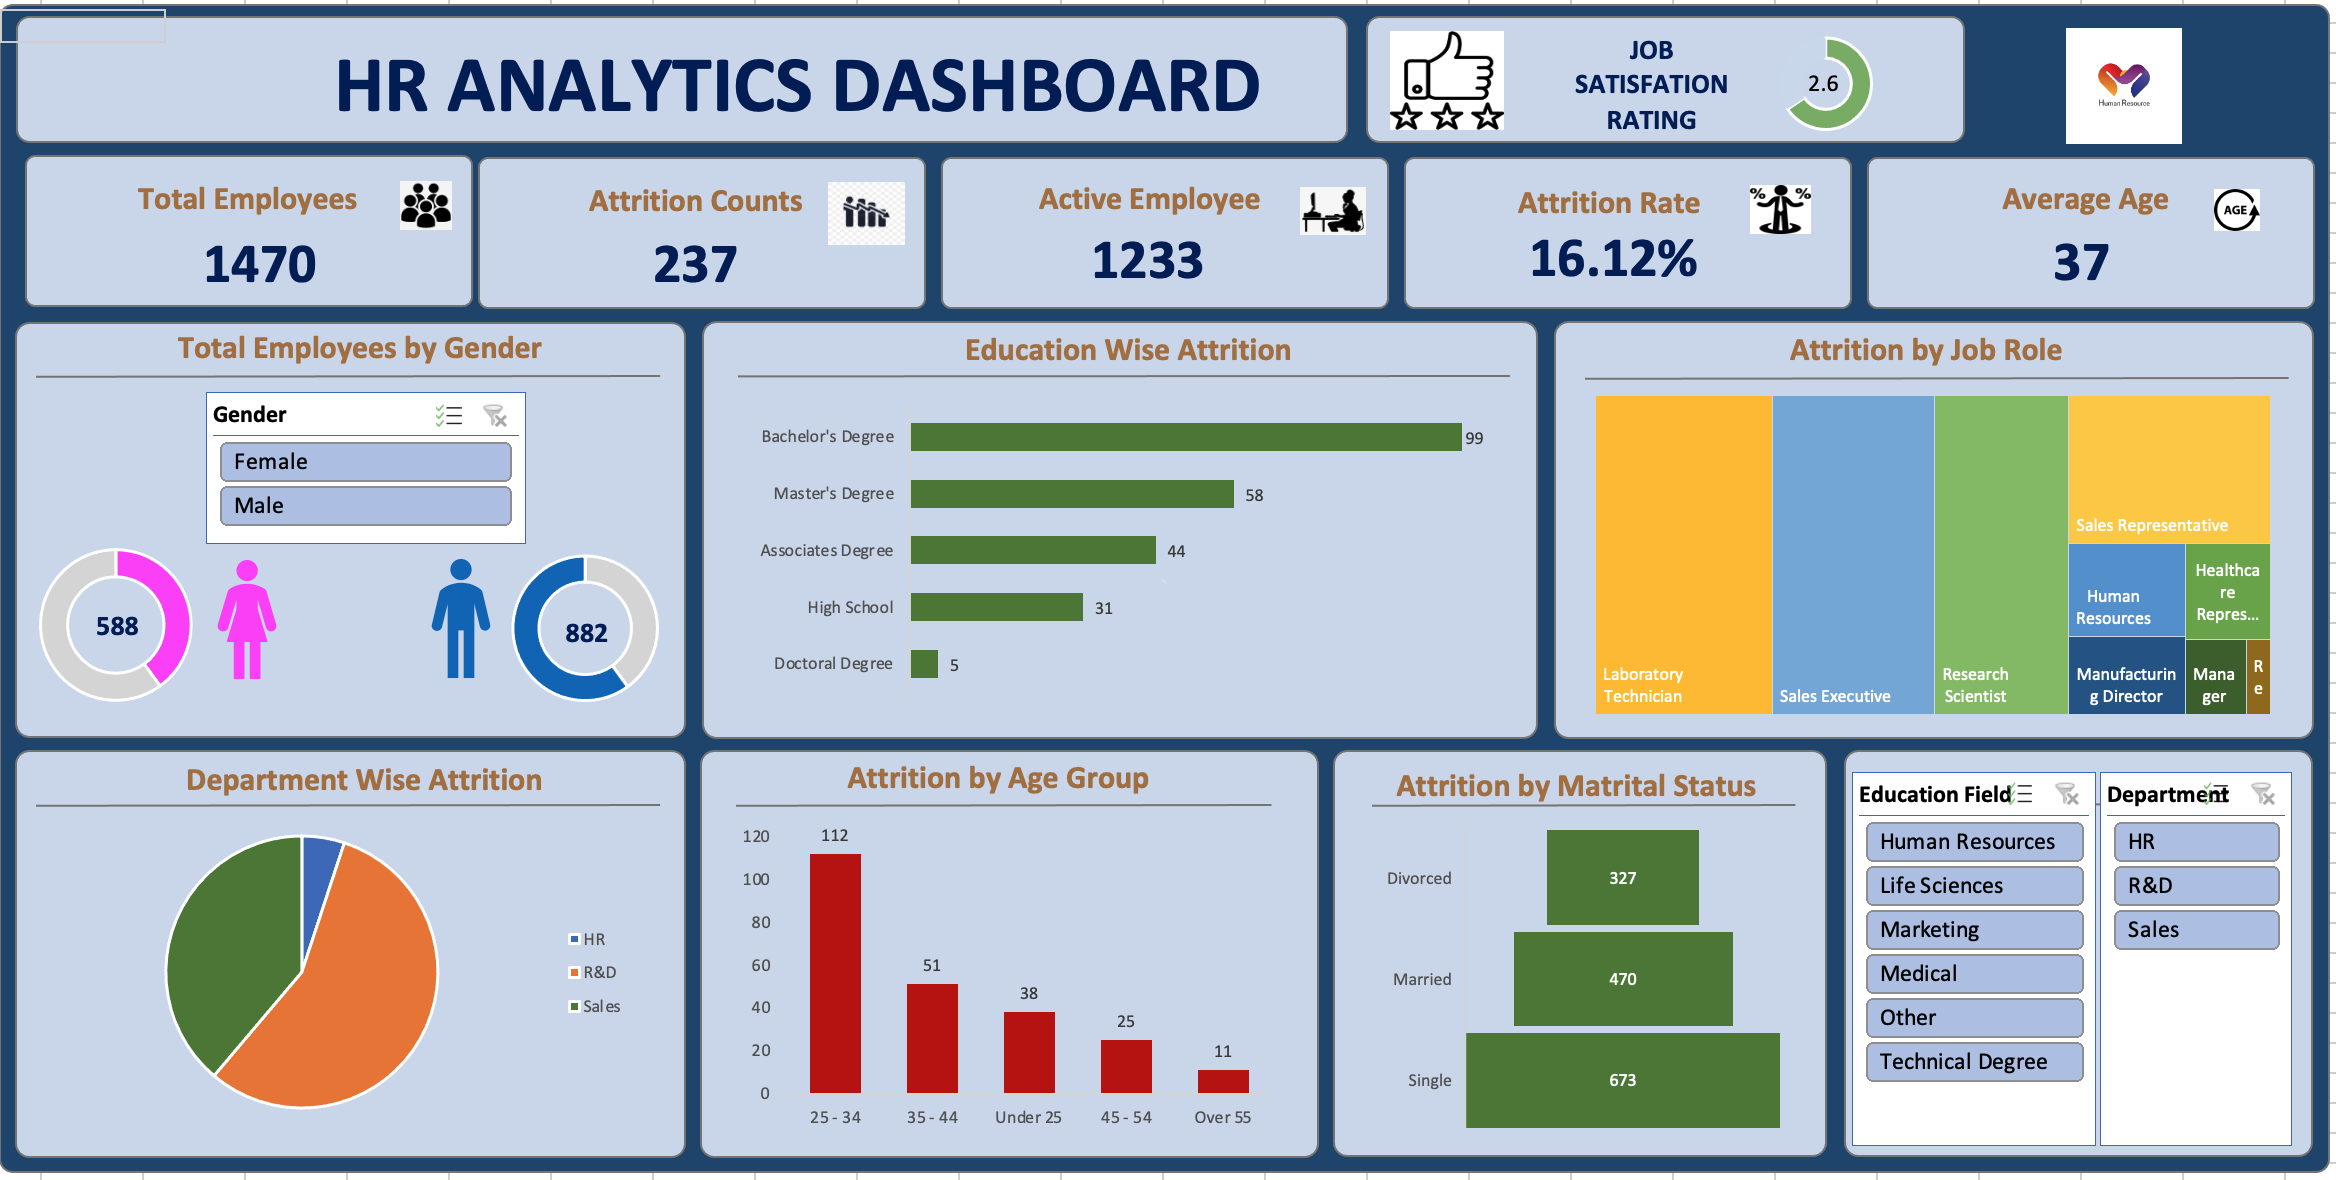 HR ANALYTICS DASHBOARD
JOB
SATISFATION
RATING
2.6
Human Resource
Total Employees
1470
Attrition Counts
237
Active Employee
1233
Attrition Rate
% %
16.12%
Average Age
AGE
37
Total Employees by Gender
Gender
Female
Male
588
882
Education Wise Attrition
Bachelor's Degree
99
Master's Degree
58
Associates Degree
44
High School
31
Doctoral Degree
5
Attrition by Job Role
Laboratory
Technician
Sales Executive
Research
Scientist
Sales Representative
Human
Resources
Healthca
re
Repres...
Manufacturin
g Director
Mana
ger
R
e
Department Wise Attrition
HR
R&D
Sales
Attrition by Age Group
120
100
80
60
40
20
0
112
51
38
25
11
25 - 34
35 - 44
Under 25
45 - 54
Over 55
Attrition by Matrital Status
Divorced
327
Married
470
Single
673
Education Field
Human Resources
Life Sciences
Marketing
Medical
Other
Technical Degree
Department
HR
R&D
Sales